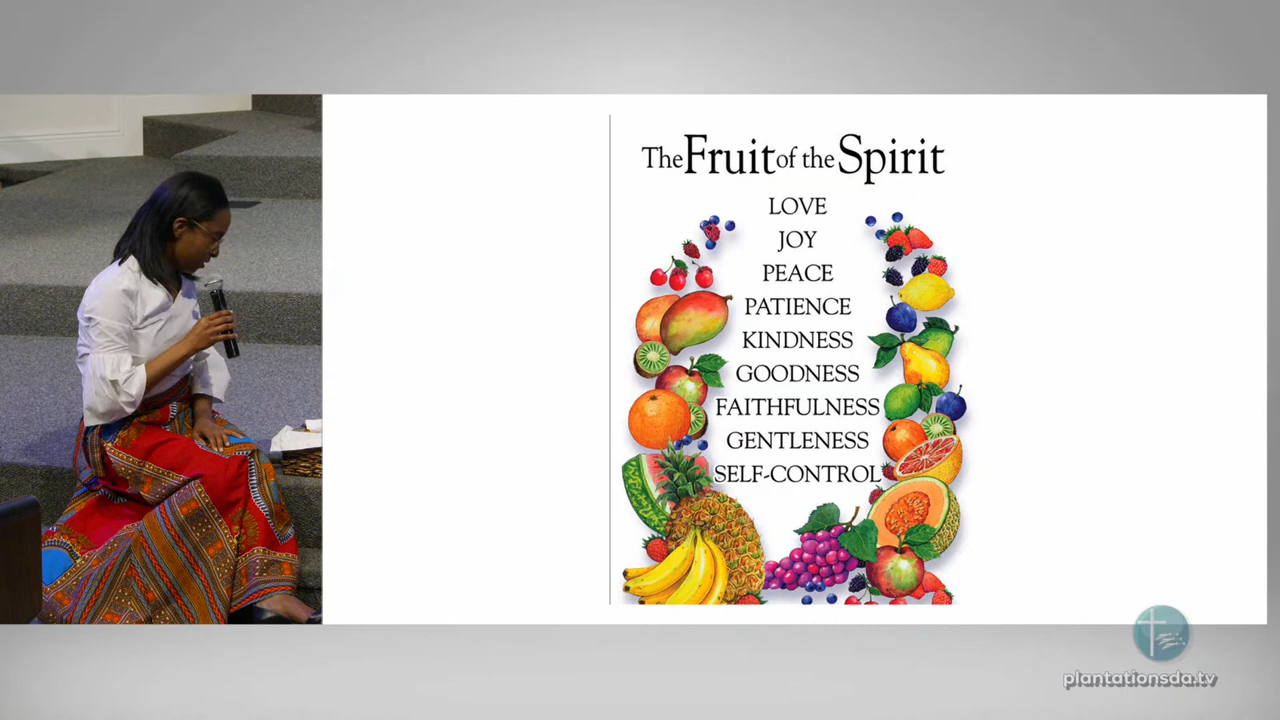 The Fruit of the Spirit
LOVE
JOY
PEACE
PATIENCE
KINDNESS
GOODNESS
FAITHFULNESS
GENTLENESS
SELF-CONTROL
plantationsda.tv